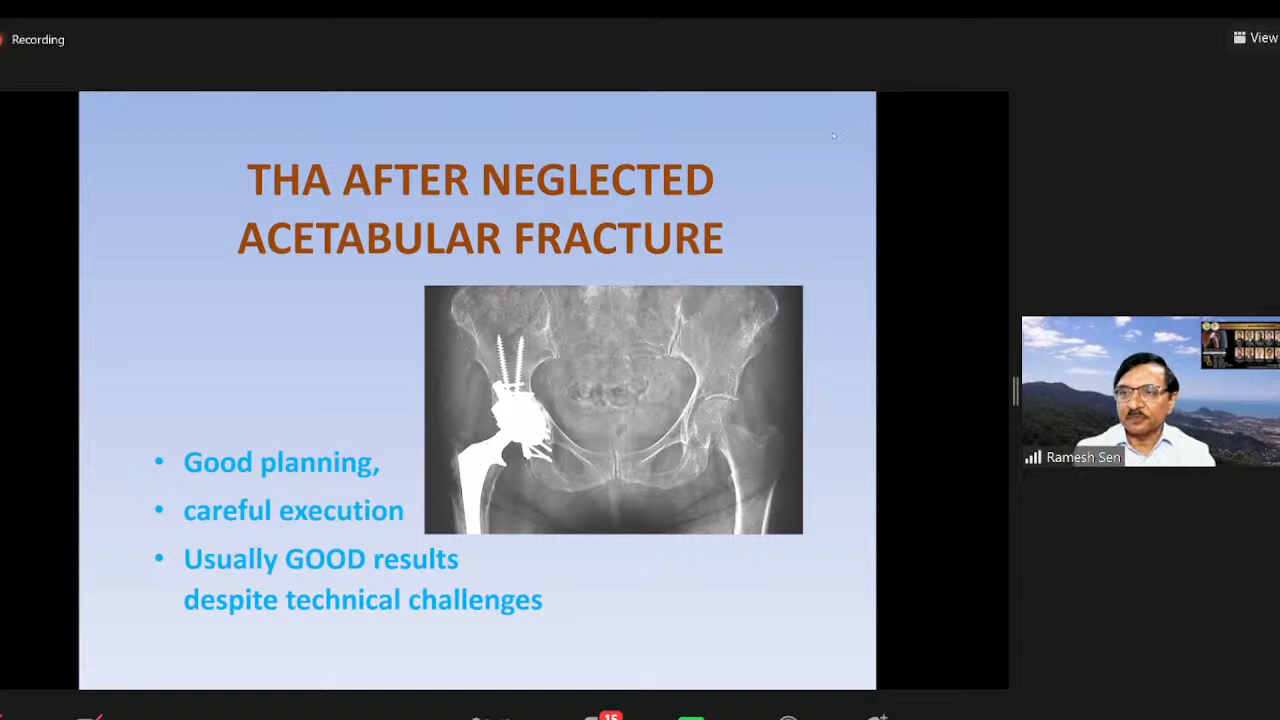 Recording
View
THA AFTER NEGLECTED
ACETABULAR FRACTURE
• Good planning,
• careful execution
• Usually GOOD results
despite technical challenges
Ramesh Sen
15